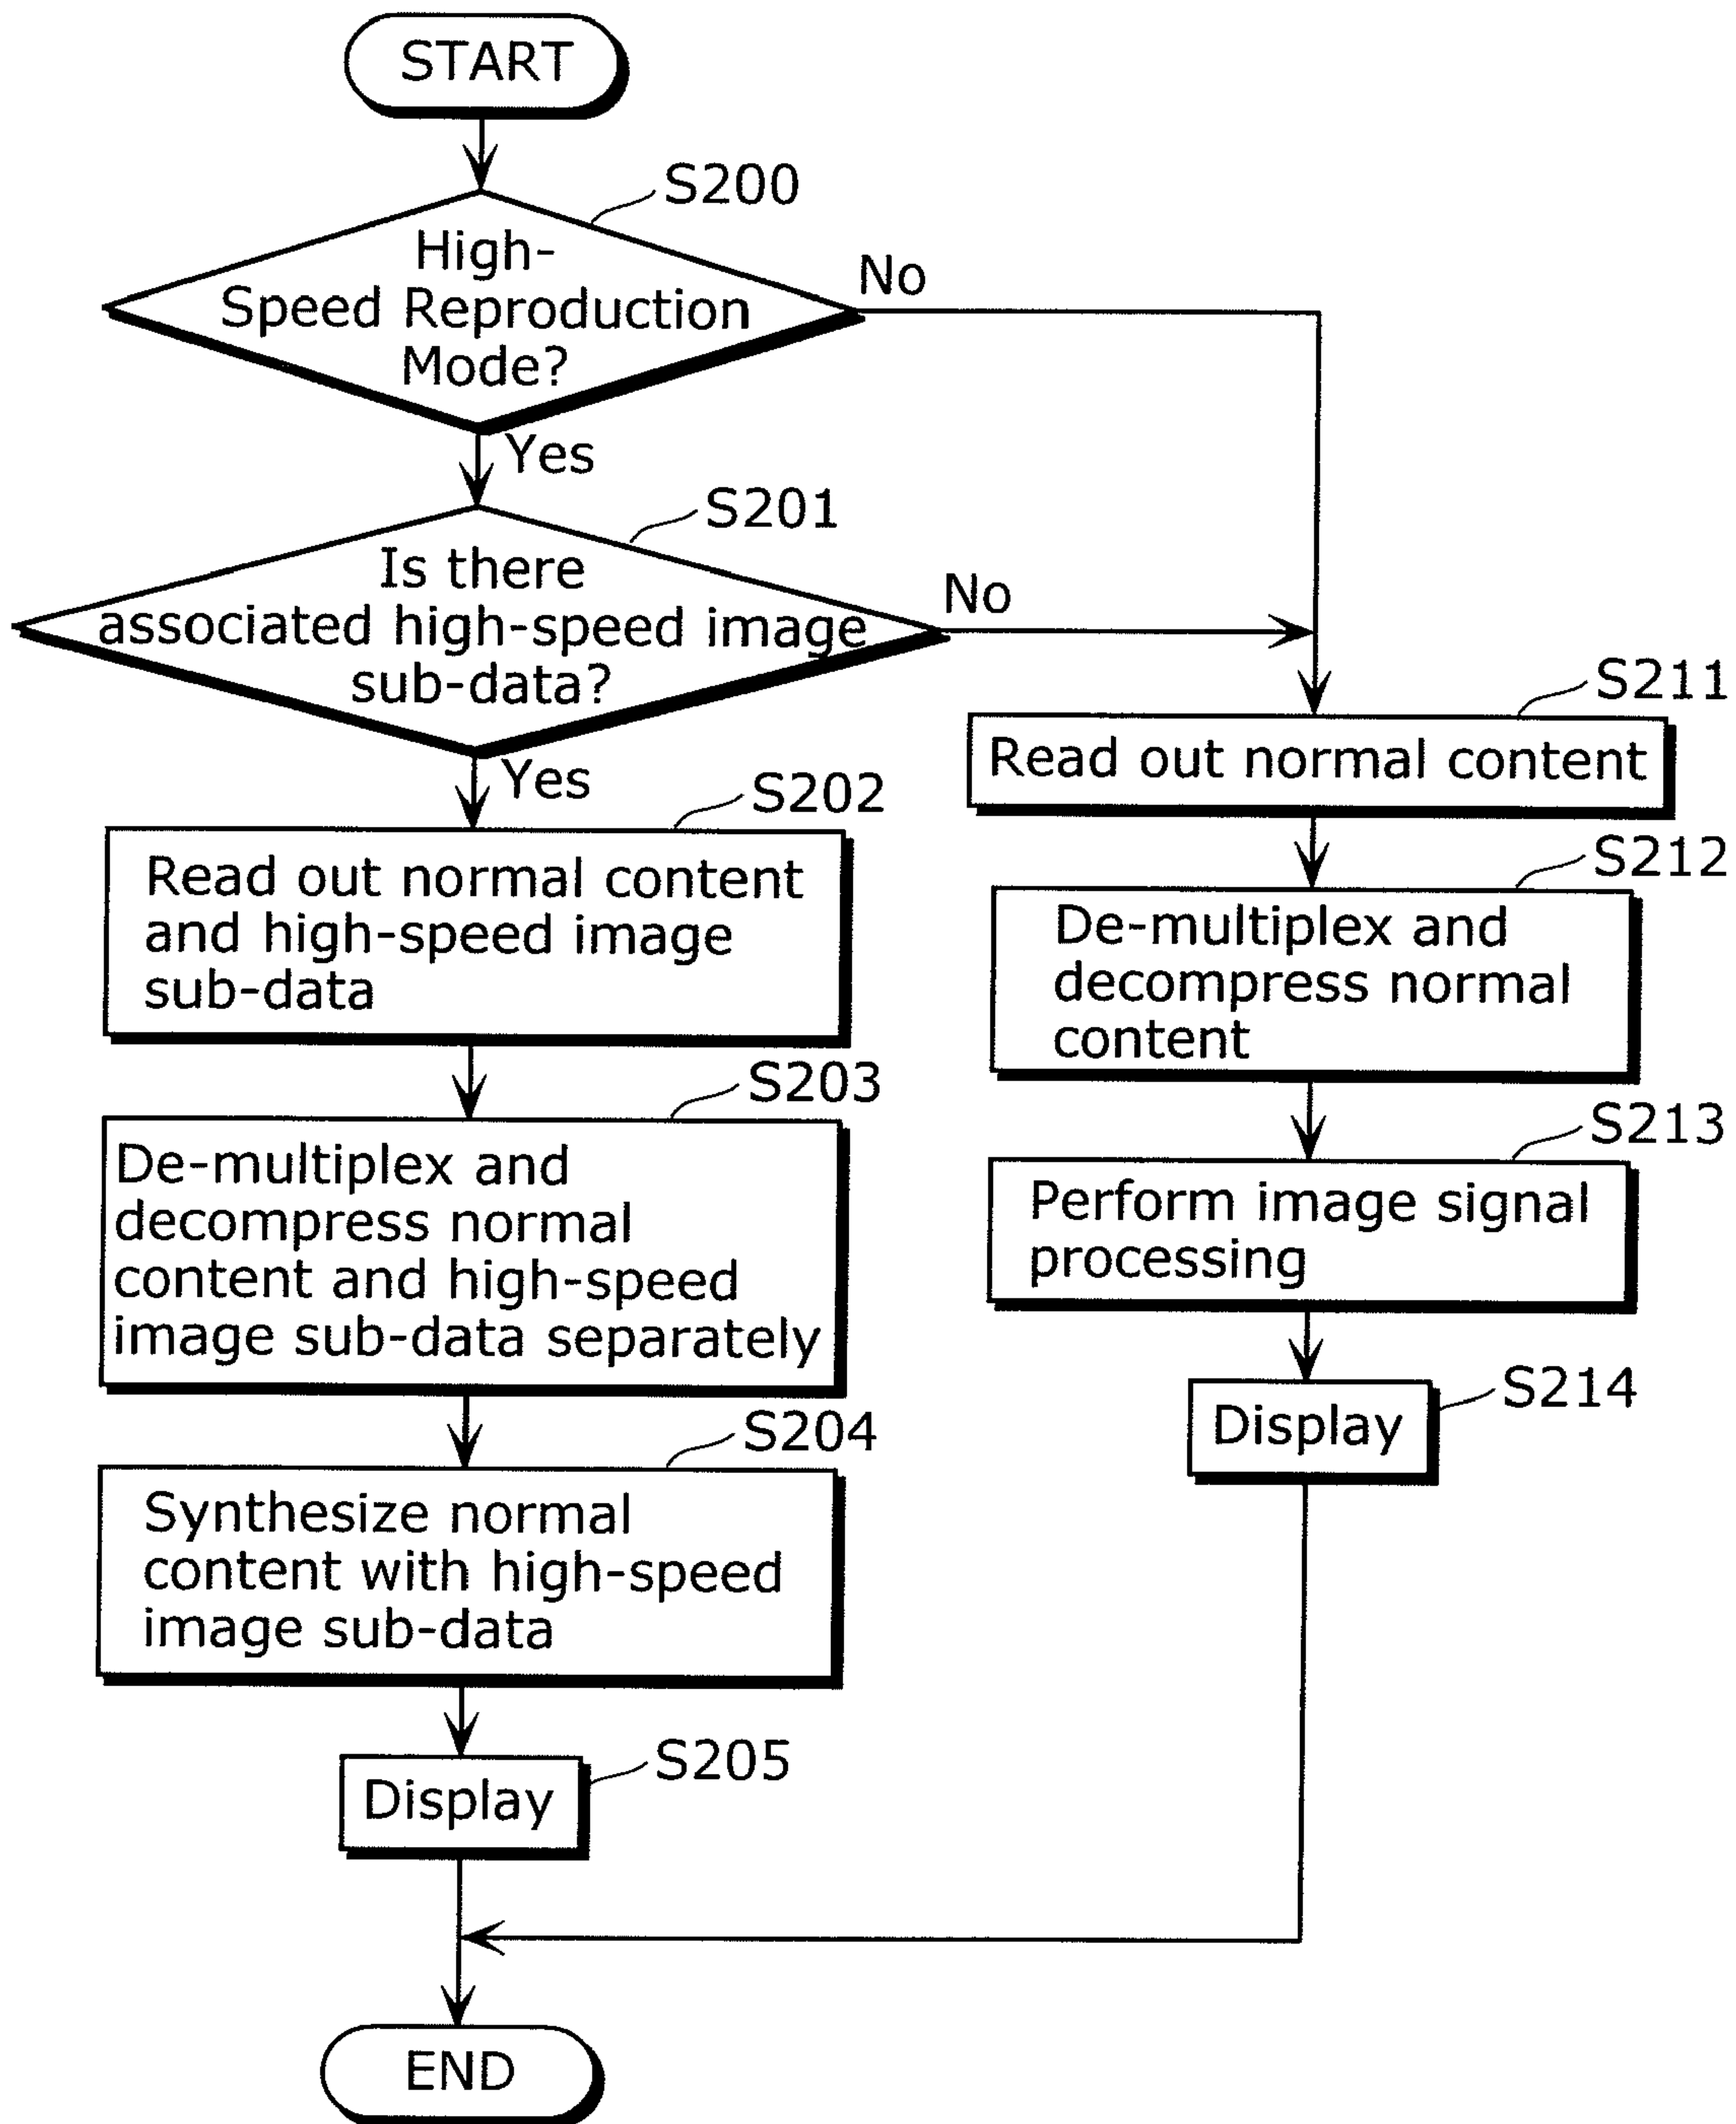 START
S200
High-
Speed Reproduction
Mode?
No
Yes
S201
Is there
associated high-speed image
sub-data?
No
Yes
S202
Read out normal content
and high-speed image
sub-data
S203
De-multiplex and
decompress normal
content and high-speed
image sub-data separately
S204
Synthesize normal
content with high-speed
image sub-data
S205
Display
S211
Read out normal content
S212
De-multiplex and
decompress normal
content
S213
Perform image signal
processing
S214
Display
END